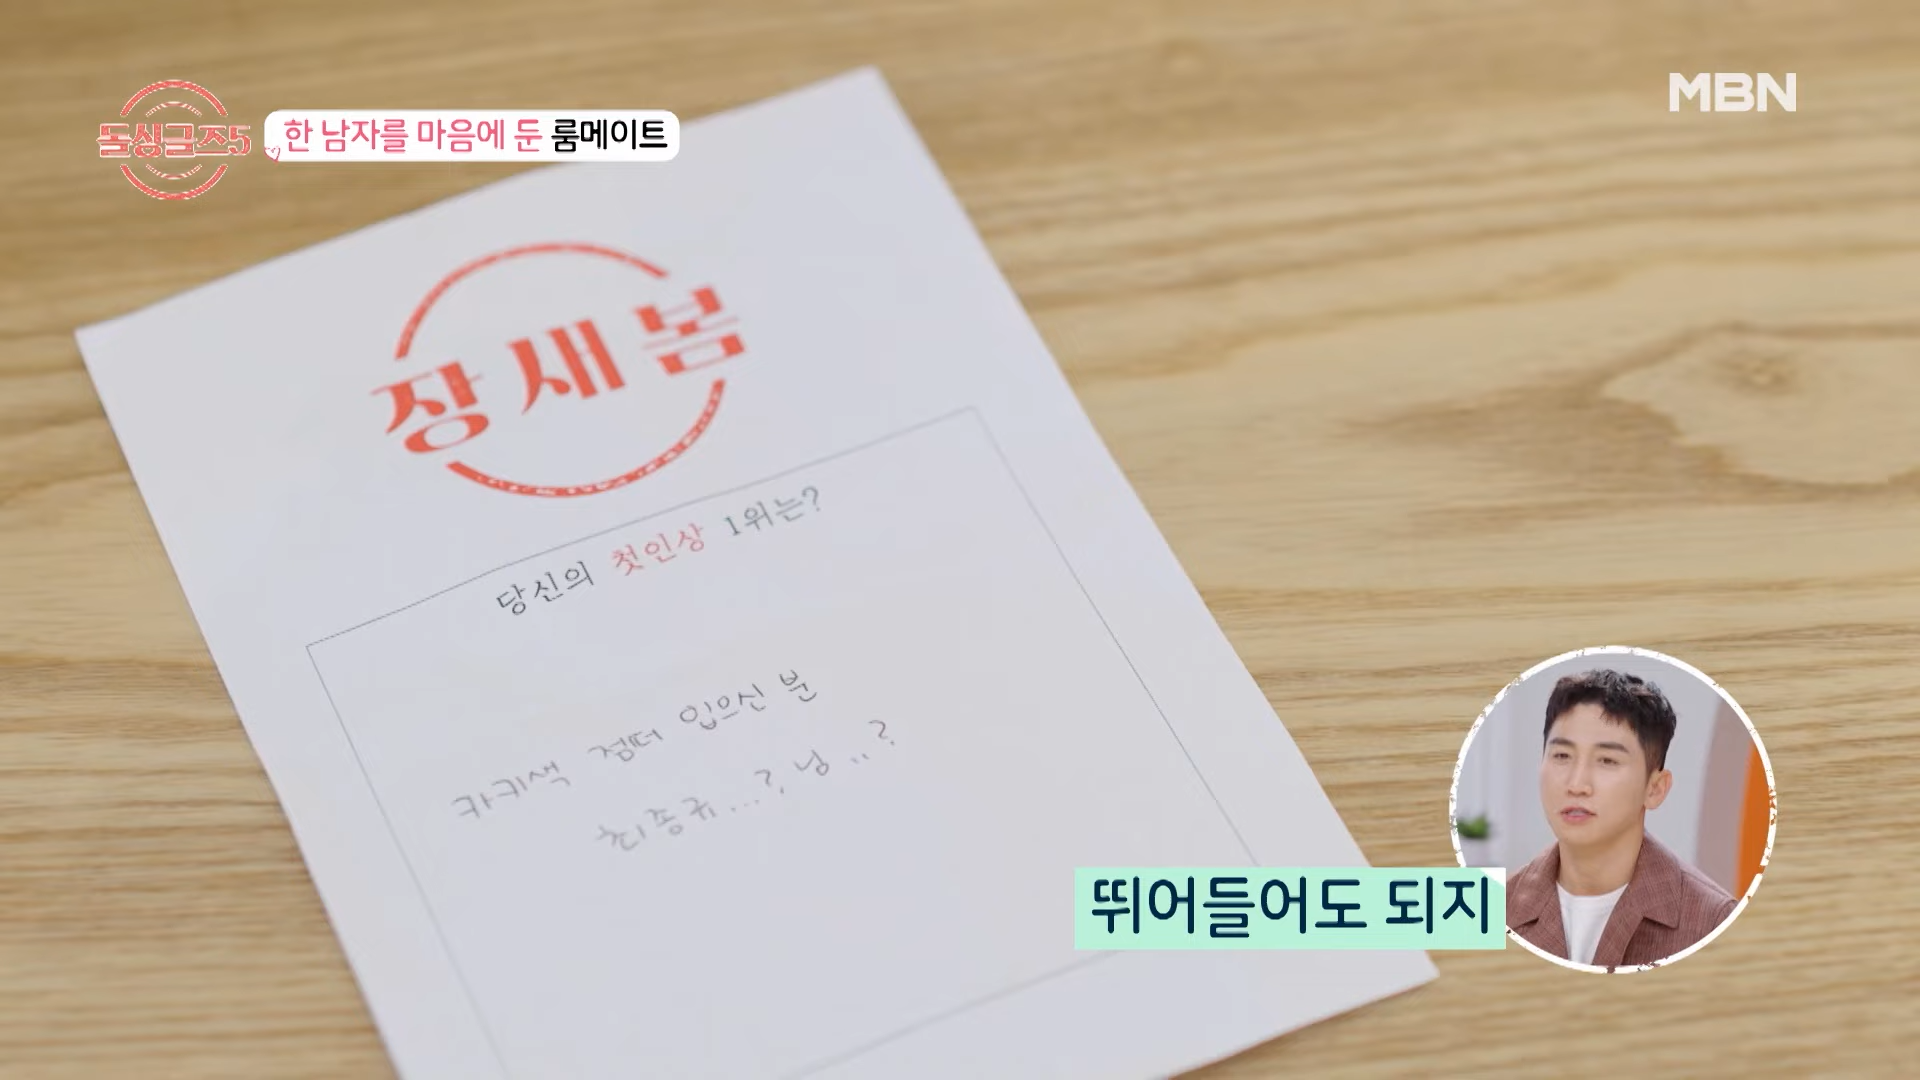 돌싱글즈5
한 남자를 마음에 둔 룸메이트
MBN
장새봄
당신의 첫인상 1위는?
카키색 점퍼 입으신 분
최종규...? 님..?
뛰어들어도 되지